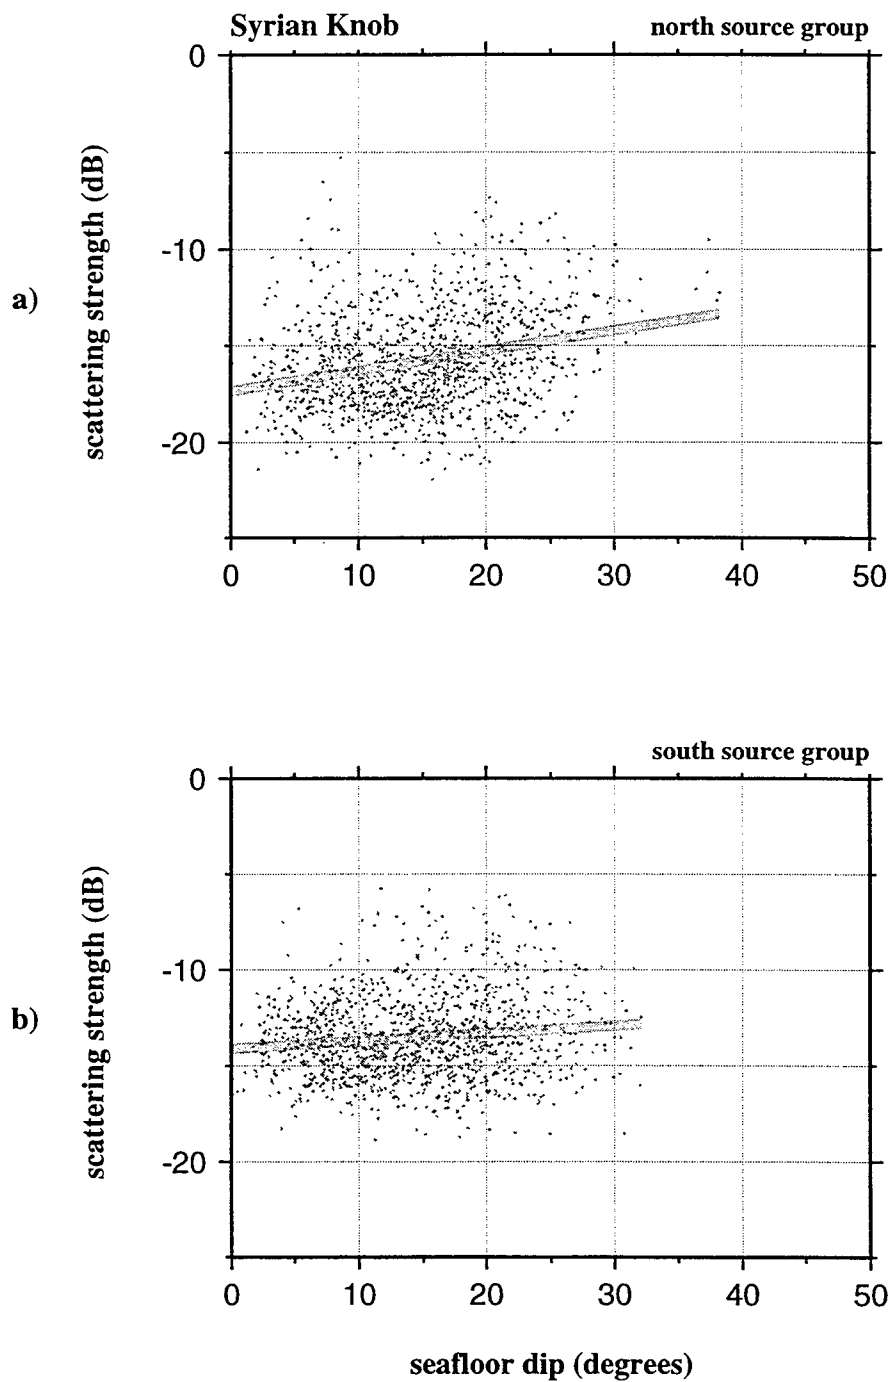 Syrian Knob
north source group
0
-10
-20
scattering strength (dB)
a)
0 10 20 30 40 50
south source group
0
-10
-20
scattering strength (dB)
b)
0 10 20 30 40 50
seafloor dip (degrees)